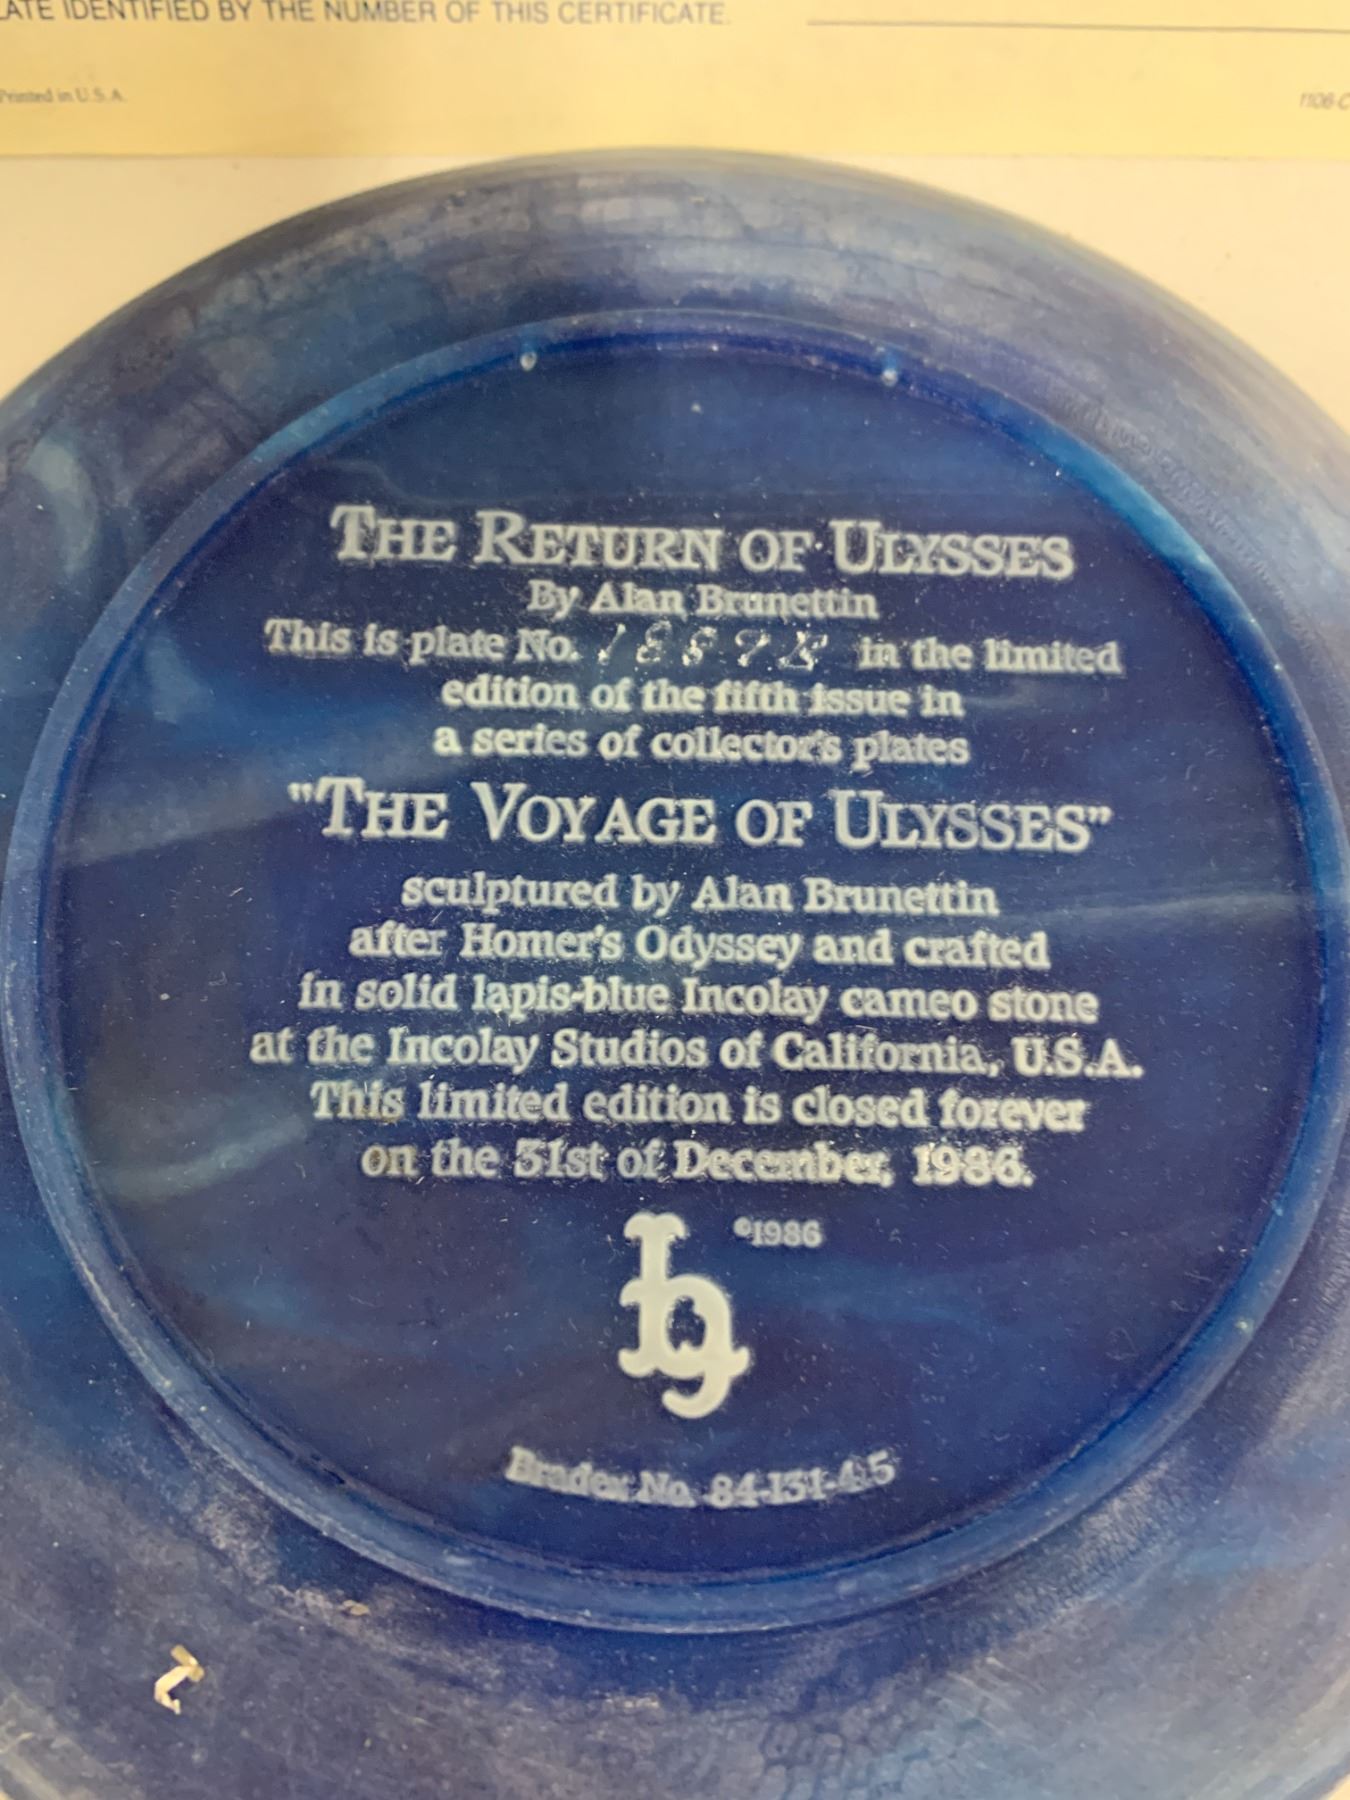 LATE IDENTIFIED BY THE NUMBER OF THIS CERTIFICATE.
Printed in U.S.A.
1106-C
THE RETURN OF ULYSSES
By Alan Brunettin
This is plate No. in the limited
edition of the fifth issue in
a series of collector's plates
"THE VOYAGE OF ULYSSES"
sculptured by Alan Brunettin
after Homer's Odyssey and crafted
in solid lapis-blue Incolay cameo stone
at the Incolay Studios of California, U.S.A.
This limited edition is closed forever
on the 31st of December, 1986.
©1986
Bradex No. 84-131-4.5